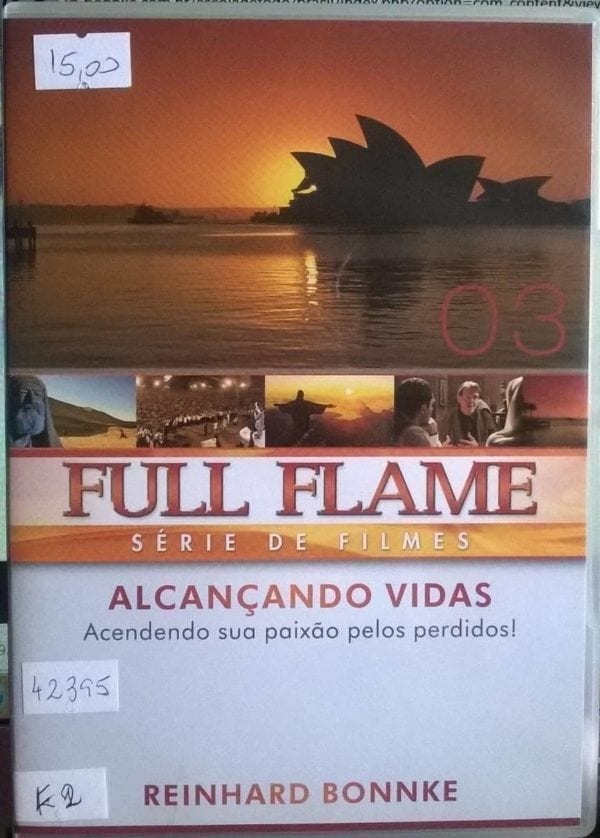 15,00
03
FULL FLAME
SÉRIE DE FILMES
ALCANÇANDO VIDAS
Acendendo sua paixão pelos perdidos!
42395
K2
REINHARD BONNKE